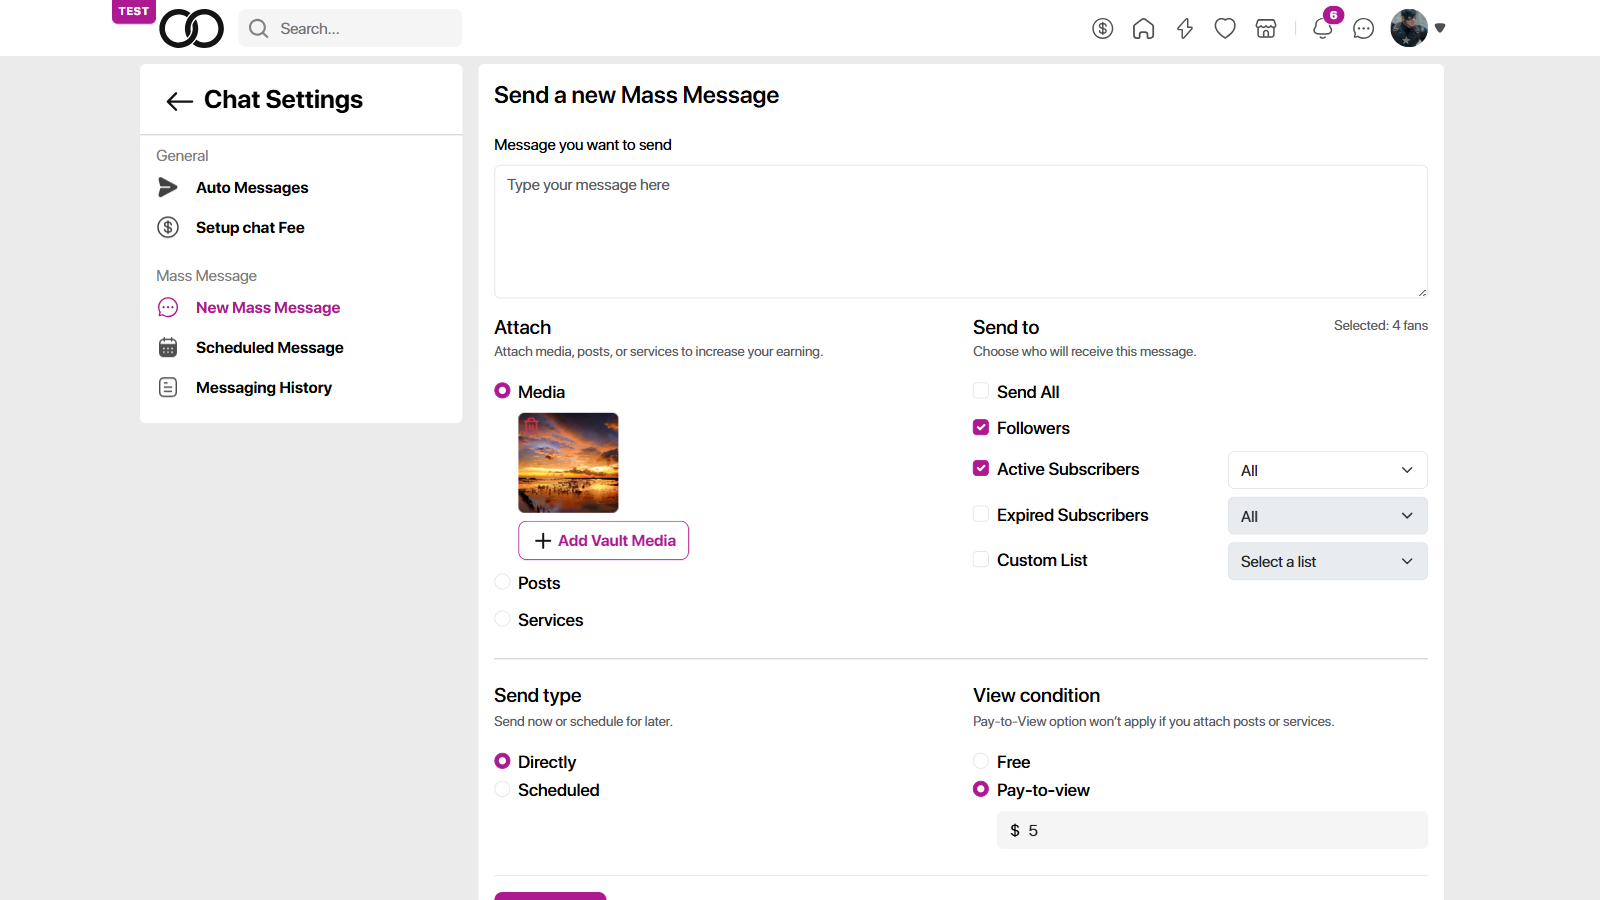 TEST
Search...
6
Chat Settings
General
Auto Messages
Setup chat Fee
Mass Message
New Mass Message
Scheduled Message
Messaging History
Send a new Mass Message
Message you want to send
Type your message here
Attach
Attach media, posts, or services to increase your earning.
Media
Add Vault Media
Posts
Services
Send to
Selected: 4 fans
Choose who will receive this message.
Send All
Followers
Active Subscribers
All
Expired Subscribers
All
Custom List
Select a list
Send type
Send now or schedule for later.
Directly
Scheduled
View condition
Pay-to-View option won't apply if you attach posts or services.
Free
Pay-to-view
$ 5